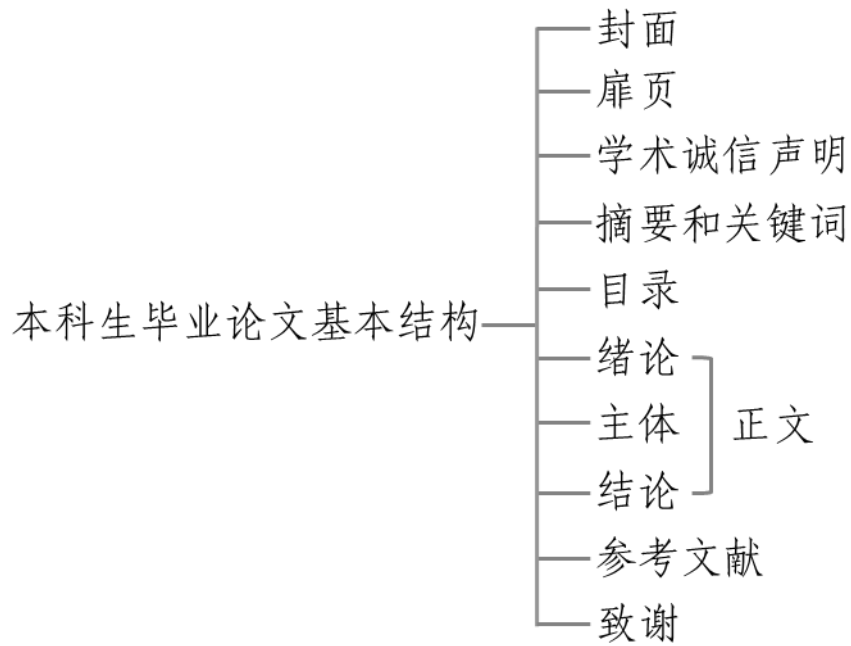 本科生毕业论文基本结构
封面
扉页
学术诚信声明
摘要和关键词
目录
绪论
主体
结论
正文
参考文献
致谢